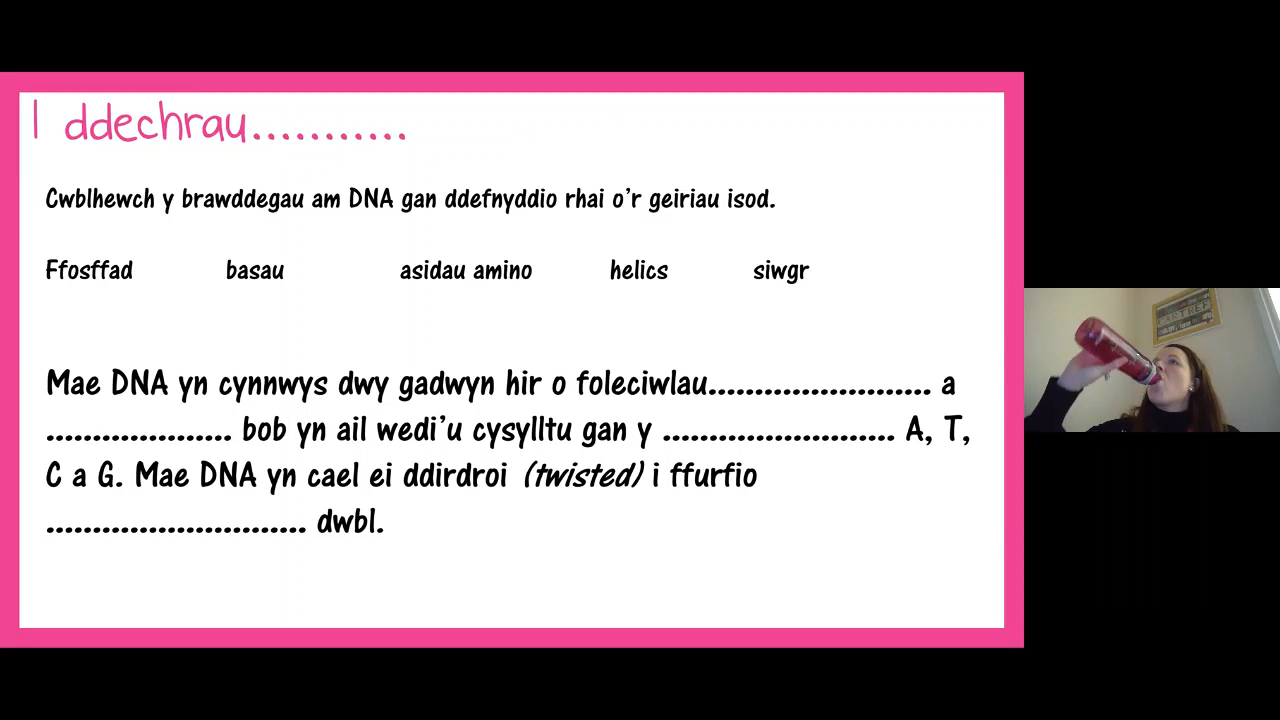 I ddechrau...........
Cwblhewch y brawddegau am DNA gan ddefnyddio rhai o'r geiriau isod.
Ffosffad basau asidau amino helics siwgr
Mae DNA yn cynnwys dwy gadwyn hir o foleciwlau........................ a
.................... bob yn ail wedi'u cysylltu gan y ......................... A, T,
C a G. Mae DNA yn cael ei ddirdroi (twisted) i ffurfio
............................ dwbl.
CARTREF